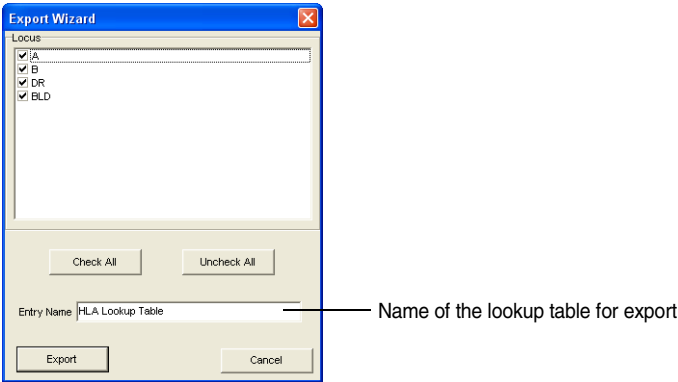 Export Wizard
Locus
A
B
DR
BLD
Check All
Uncheck All
Entry Name HLA Lookup Table
Name of the lookup table for export
Export
Cancel